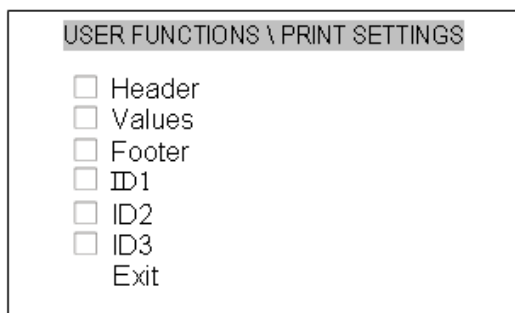 USER FUNCTIONS \ PRINT SETTINGS
Header
Values
Footer
ID1
ID2
ID3
Exit